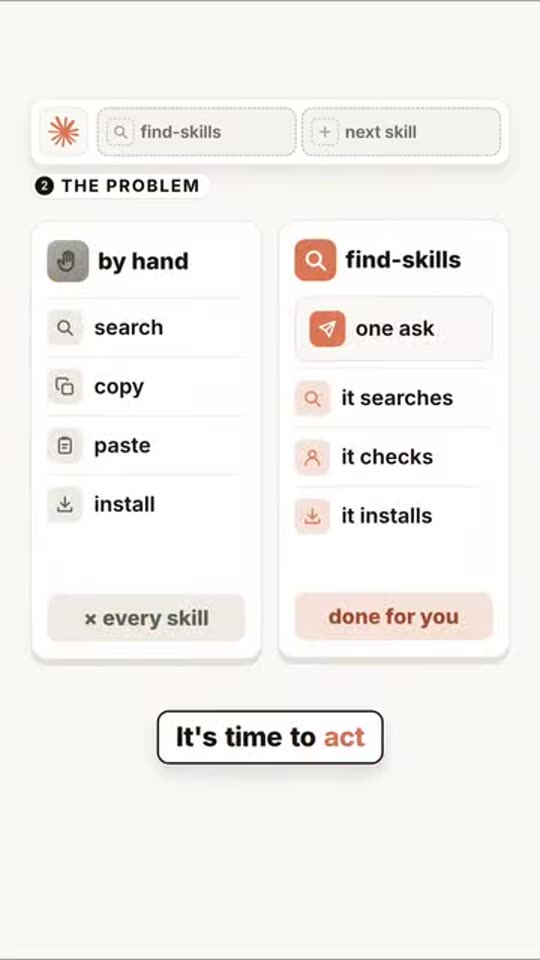 find-skills
next skill
2 THE PROBLEM
by hand
search
copy
paste
install
× every skill
find-skills
one ask
it searches
it checks
it installs
done for you
It's time to act